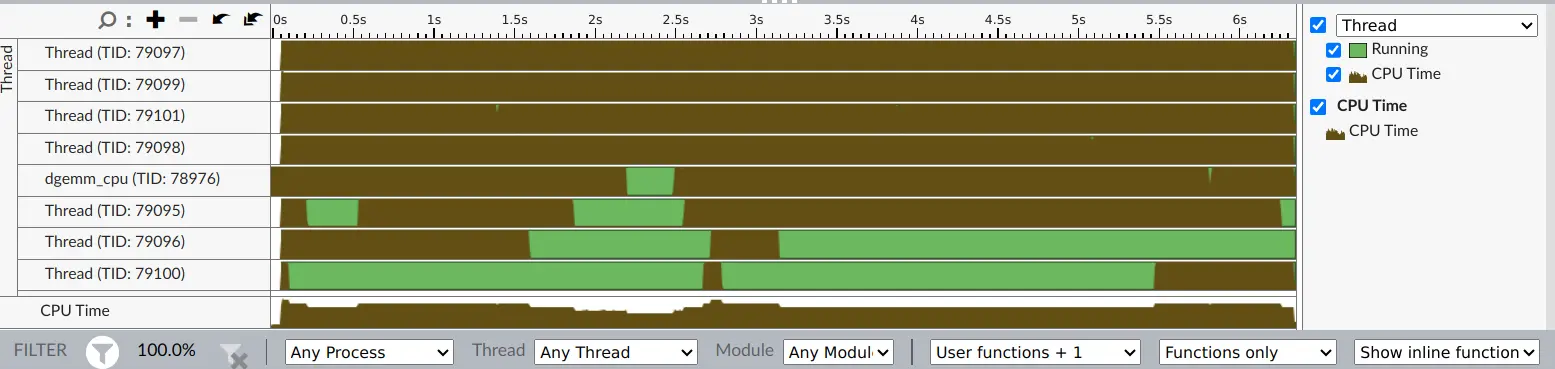 0s 0.5s 1s 1.5s 2s 2.5s 3s 3.5s 4s 4.5s 5s 5.5s 6s
Thread
Thread (TID: 79097)
Thread (TID: 79099)
Thread (TID: 79101)
Thread (TID: 79098)
dgemm_cpu (TID: 78976)
Thread (TID: 79095)
Thread (TID: 79096)
Thread (TID: 79100)
CPU Time
Thread
Running
CPU Time
CPU Time
CPU Time
FILTER 100.0% Any Process Thread Any Thread Module Any Modul User functions + 1 Functions only Show inline function